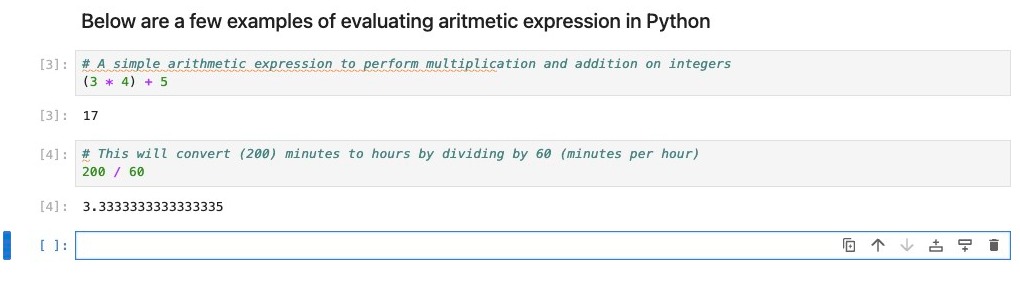 Below are a few examples of evaluating aritmetic expression in Python
[3]: # A simple arithmetic expression to perform multiplication and addition on integers
(3 * 4) + 5
[3]: 17
[4]: # This will convert (200) minutes to hours by dividing by 60 (minutes per hour)
200 / 60
[4]: 3.3333333333333335
[ ]: